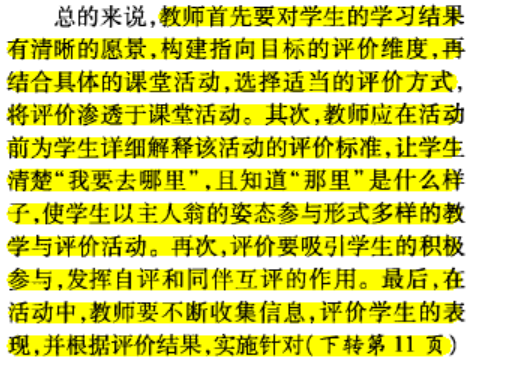 总的来说,教师首先要对学生的学习结果
有清晰的愿景,构建指向目标的评价维度,再
结合具体的课堂活动,选择适当的评价方式,
将评价渗透于课堂活动。其次,教师应在活动
前为学生详细解释该活动的评价标准,让学生
清楚“我要去哪里”,且知道“那里”是什么样
子,使学生以主人翁的姿态参与形式多样的教
学与评价活动。再次,评价要吸引学生的积极
参与,发挥自评和同伴互评的作用。最后,在
活动中,教师要不断收集信息,评价学生的表
现,并根据评价结果,实施针对(下转第 11 页)